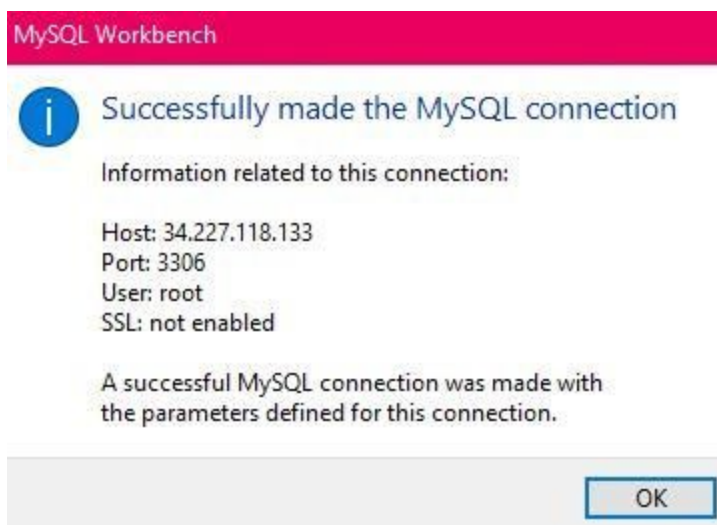 MySQL Workbench
i
Successfully made the MySQL connection
Information related to this connection:
Host: 34.227.118.133
Port: 3306
User: root
SSL: not enabled
A successful MySQL connection was made with
the parameters defined for this connection.
OK